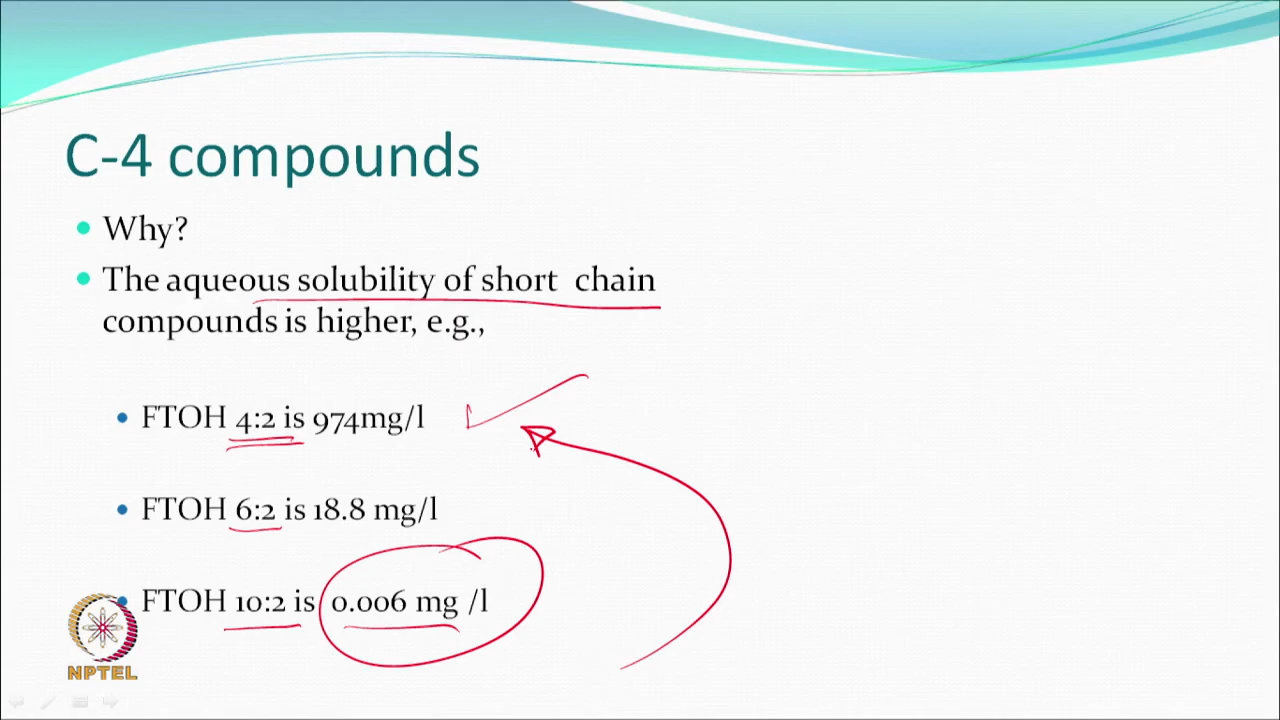 C-4 compounds
Why?
The aqueous solubility of short chain
compounds is higher, e.g.,
FTOH 4:2 is 974mg/l
FTOH 6:2 is 18.8 mg/l
FTOH 10:2 is 0.006 mg /l
NPTEL